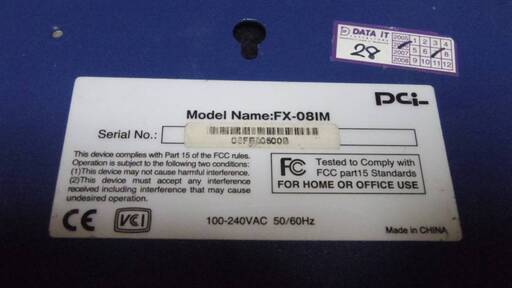 DATA IT
2005 1 2 3 4
2007 5 6 7 8
2008 9 10 11 12
28
PCi
Model Name:FX-08IM
Serial No.:
This device complies with Part 15 of the FCC rules.
Operation is subject to the following two conditions:
(1)This device may not cause harmful interference.
(2)This device must accept any interference
received including interference that may cause
undesired operation.
FC Tested to Comply with
FCC part15 Standards
FOR HOME OR OFFICE USE
CE VCI 100-240VAC 50/60Hz
Made in CHINA